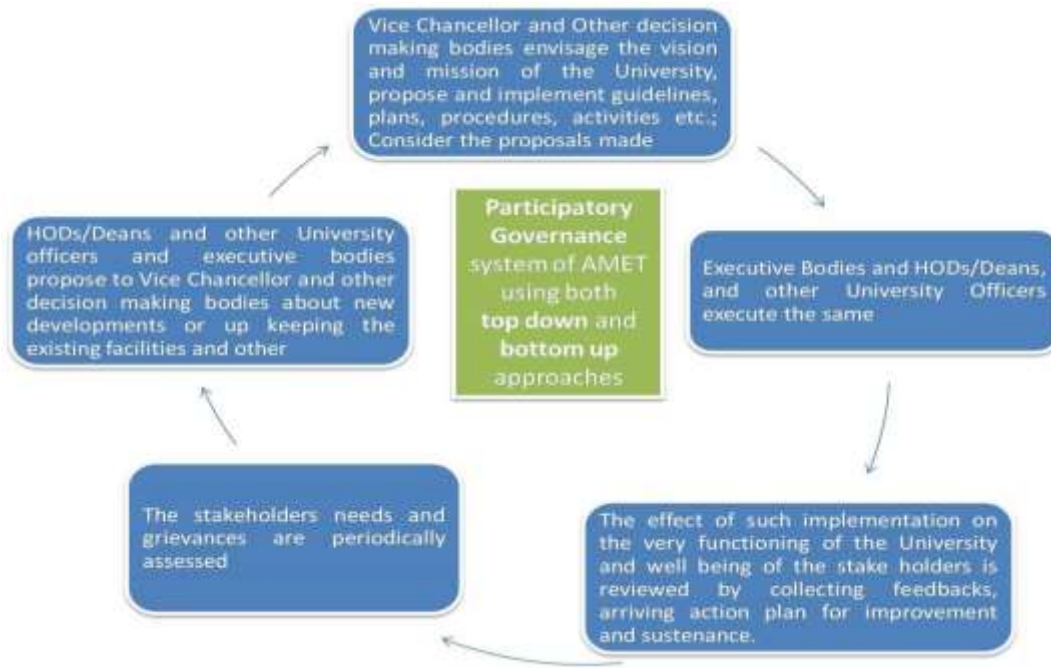 Vice Chancellor and Other decision
making bodies envisage the vision
and mission of the University,
propose and implement guidelines,
plans, procedures, activities etc.;
Consider the proposals made
Participatory
Governance
system of AMET
using both
top down and
bottom up
approaches
Executive Bodies and HODs/Deans,
and other University Officers
execute the same
The effect of such implementation on
the very functioning of the University
and well being of the stake holders is
reviewed by collecting feedbacks,
arriving action plan for improvement
and sustenance.
The stakeholders needs and
grievances are periodically
assessed
HODs/Deans and other University
officers and executive bodies
propose to Vice Chancellor and other
decision making bodies about new
developments or up keeping the
existing facilities and other